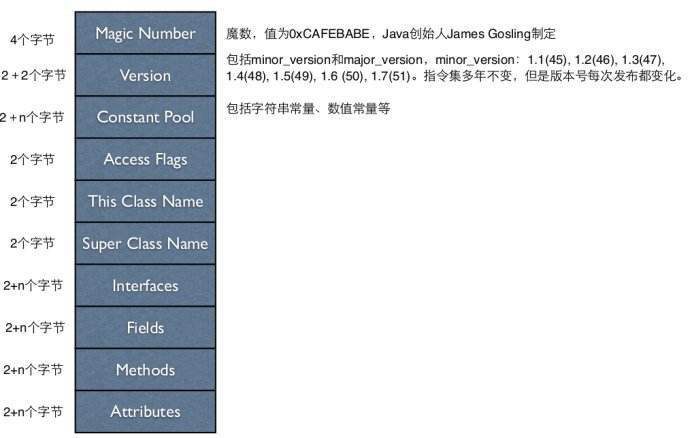 4个字节
Magic Number
魔数，值为0xCAFEBABE，Java创始人James Gosling制定
2＋2个字节
Version
包括minor_version和major_version，minor_version：1.1(45), 1.2(46), 1.3(47),
1.4(48), 1.5(49), 1.6 (50), 1.7(51)。指令集多年不变，但是版本号每次发布都变化。
2＋n个字节
Constant Pool
包括字符串常量、数值常量等
2个字节
Access Flags
2个字节
This Class Name
2个字节
Super Class Name
2+n个字节
Interfaces
2+n个字节
Fields
2+n个字节
Methods
2+n个字节
Attributes